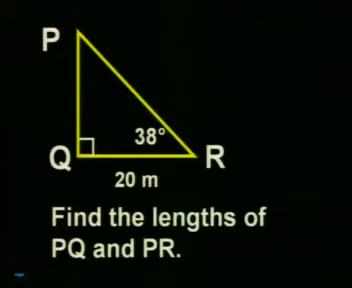 P
38°
Q
R
20 m
Find the lengths of
PQ and PR.